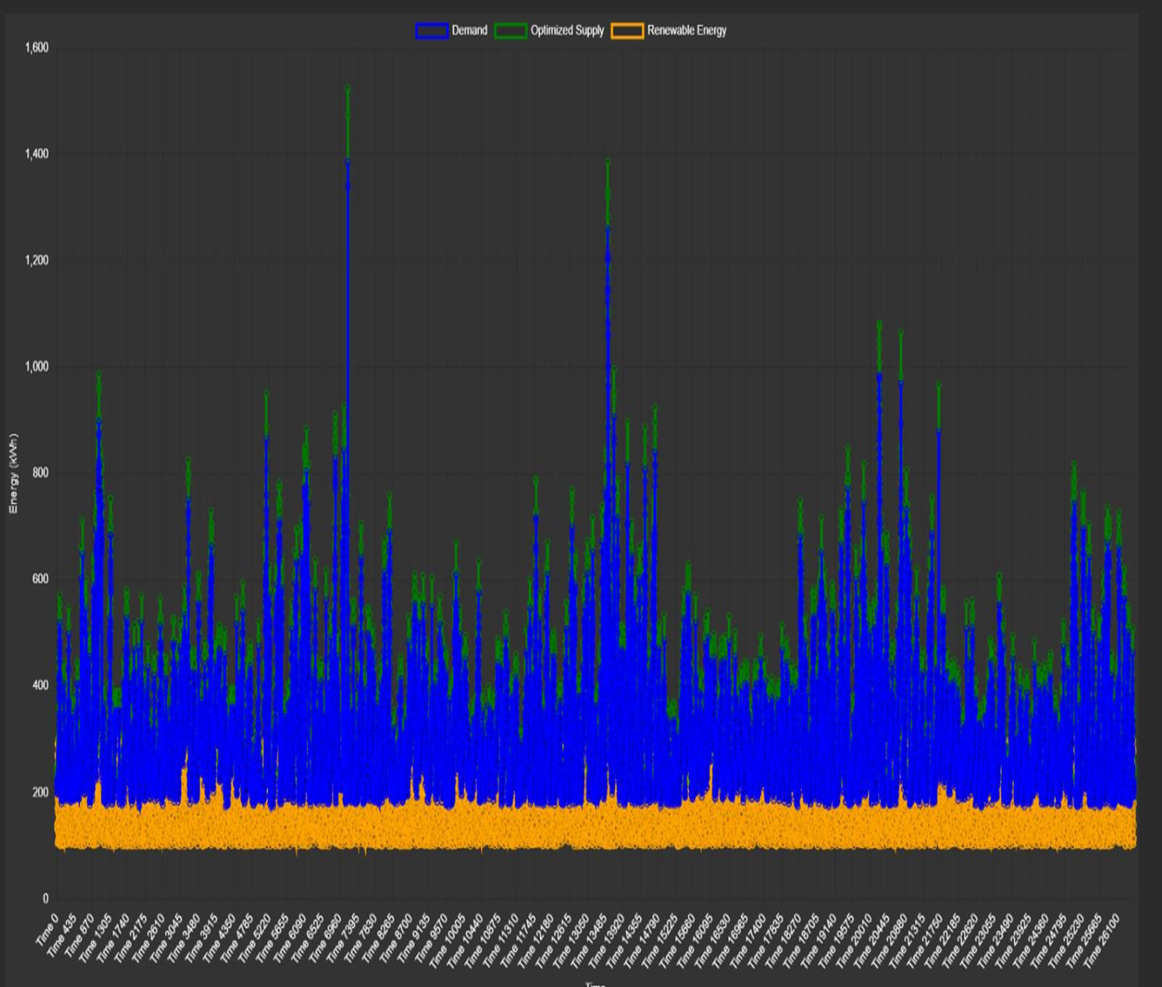 Demand Optimized Supply Renewable Energy
1,600
1,400
1,200
1,000
800
600
400
200
0
Energy (kWh)
Time 0
Time 435
Time 870
Time 1305
Time 1740
Time 2175
Time 2610
Time 3045
Time 3480
Time 3915
Time 4350
Time 4785
Time 5220
Time 5655
Time 6090
Time 6525
Time 6960
Time 7395
Time 7830
Time 8265
Time 8700
Time 9135
Time 9570
Time 10005
Time 10440
Time 10875
Time 11310
Time 11745
Time 12180
Time 12615
Time 13050
Time 13485
Time 13920
Time 14355
Time 14790
Time 15225
Time 15660
Time 16095
Time 16530
Time 16965
Time 17400
Time 17835
Time 18270
Time 18705
Time 19140
Time 19575
Time 20010
Time 20445
Time 20880
Time 21315
Time 21750
Time 22185
Time 22620
Time 23055
Time 23490
Time 23925
Time 24360
Time 24795
Time 25230
Time 25665
Time 26100
Time